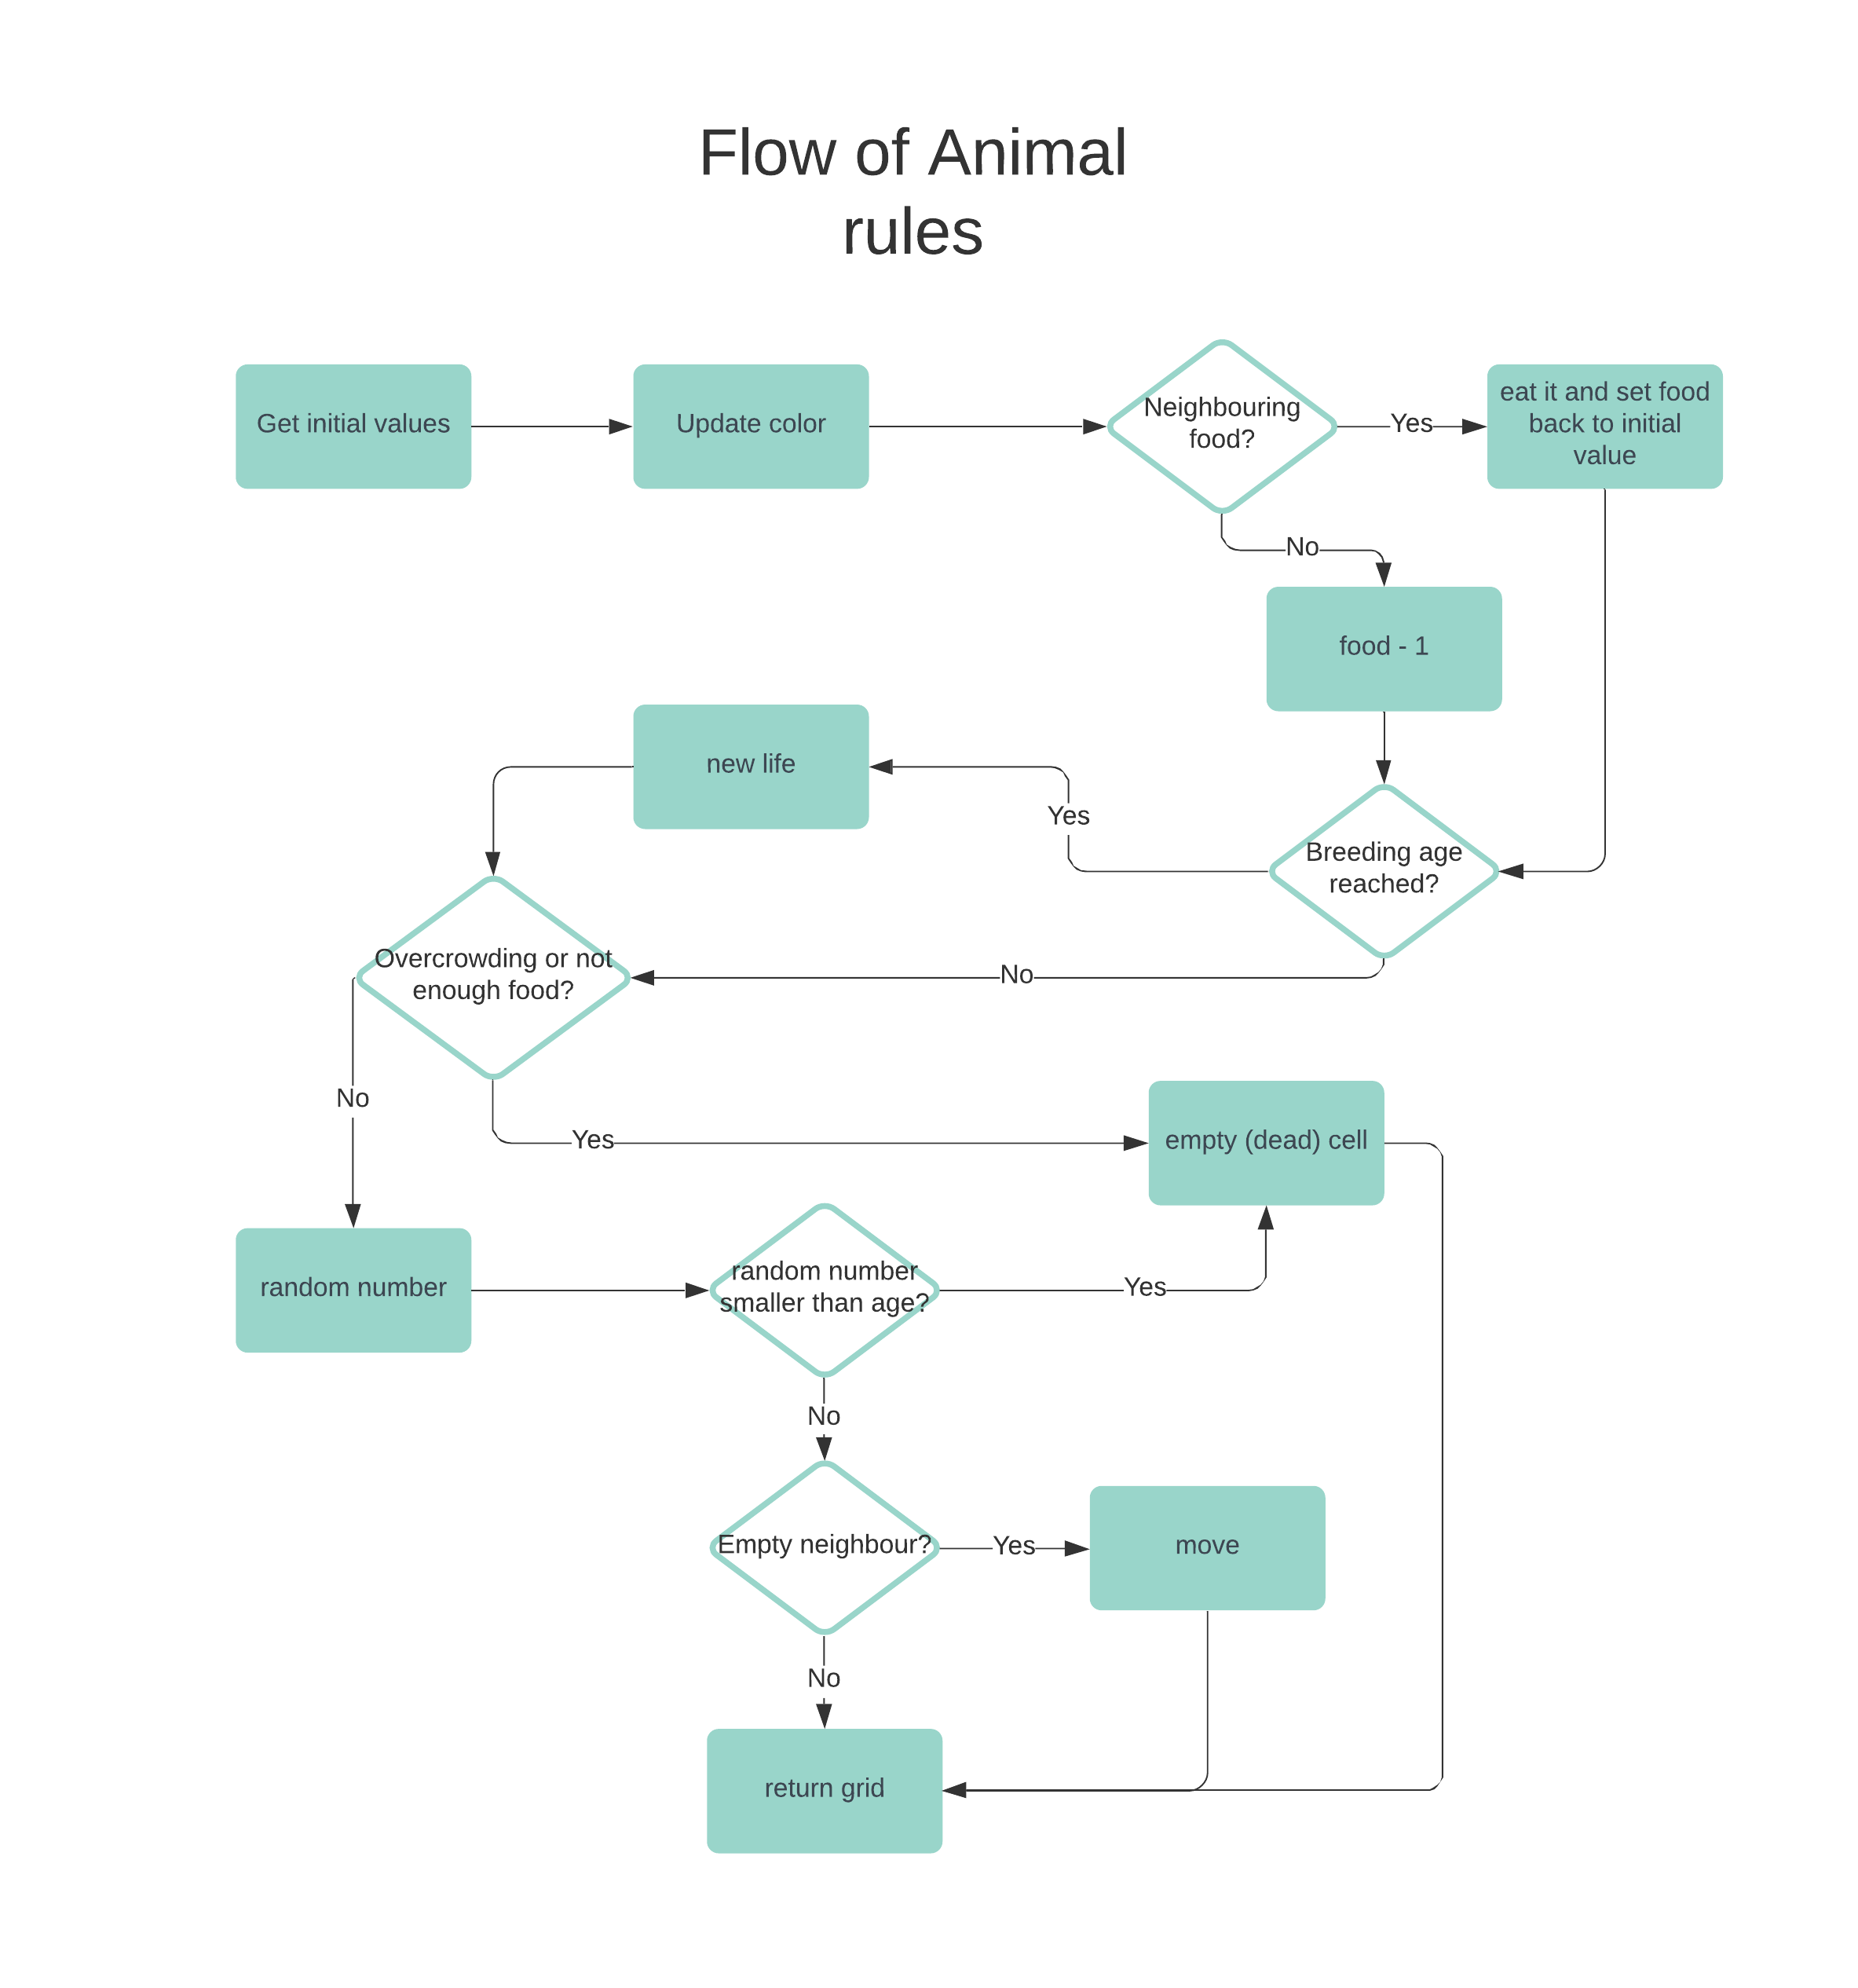 Flow of Animal
rules
Get initial values
Update color
Neighbouring
food?
Yes
eat it and set food
back to initial
value
No
food - 1
new life
Yes
Breeding age
reached?
Overcrowding or not
enough food?
No
No
Yes
empty (dead) cell
random number
random number
smaller than age?
Yes
No
Empty neighbour?
Yes
move
No
return grid